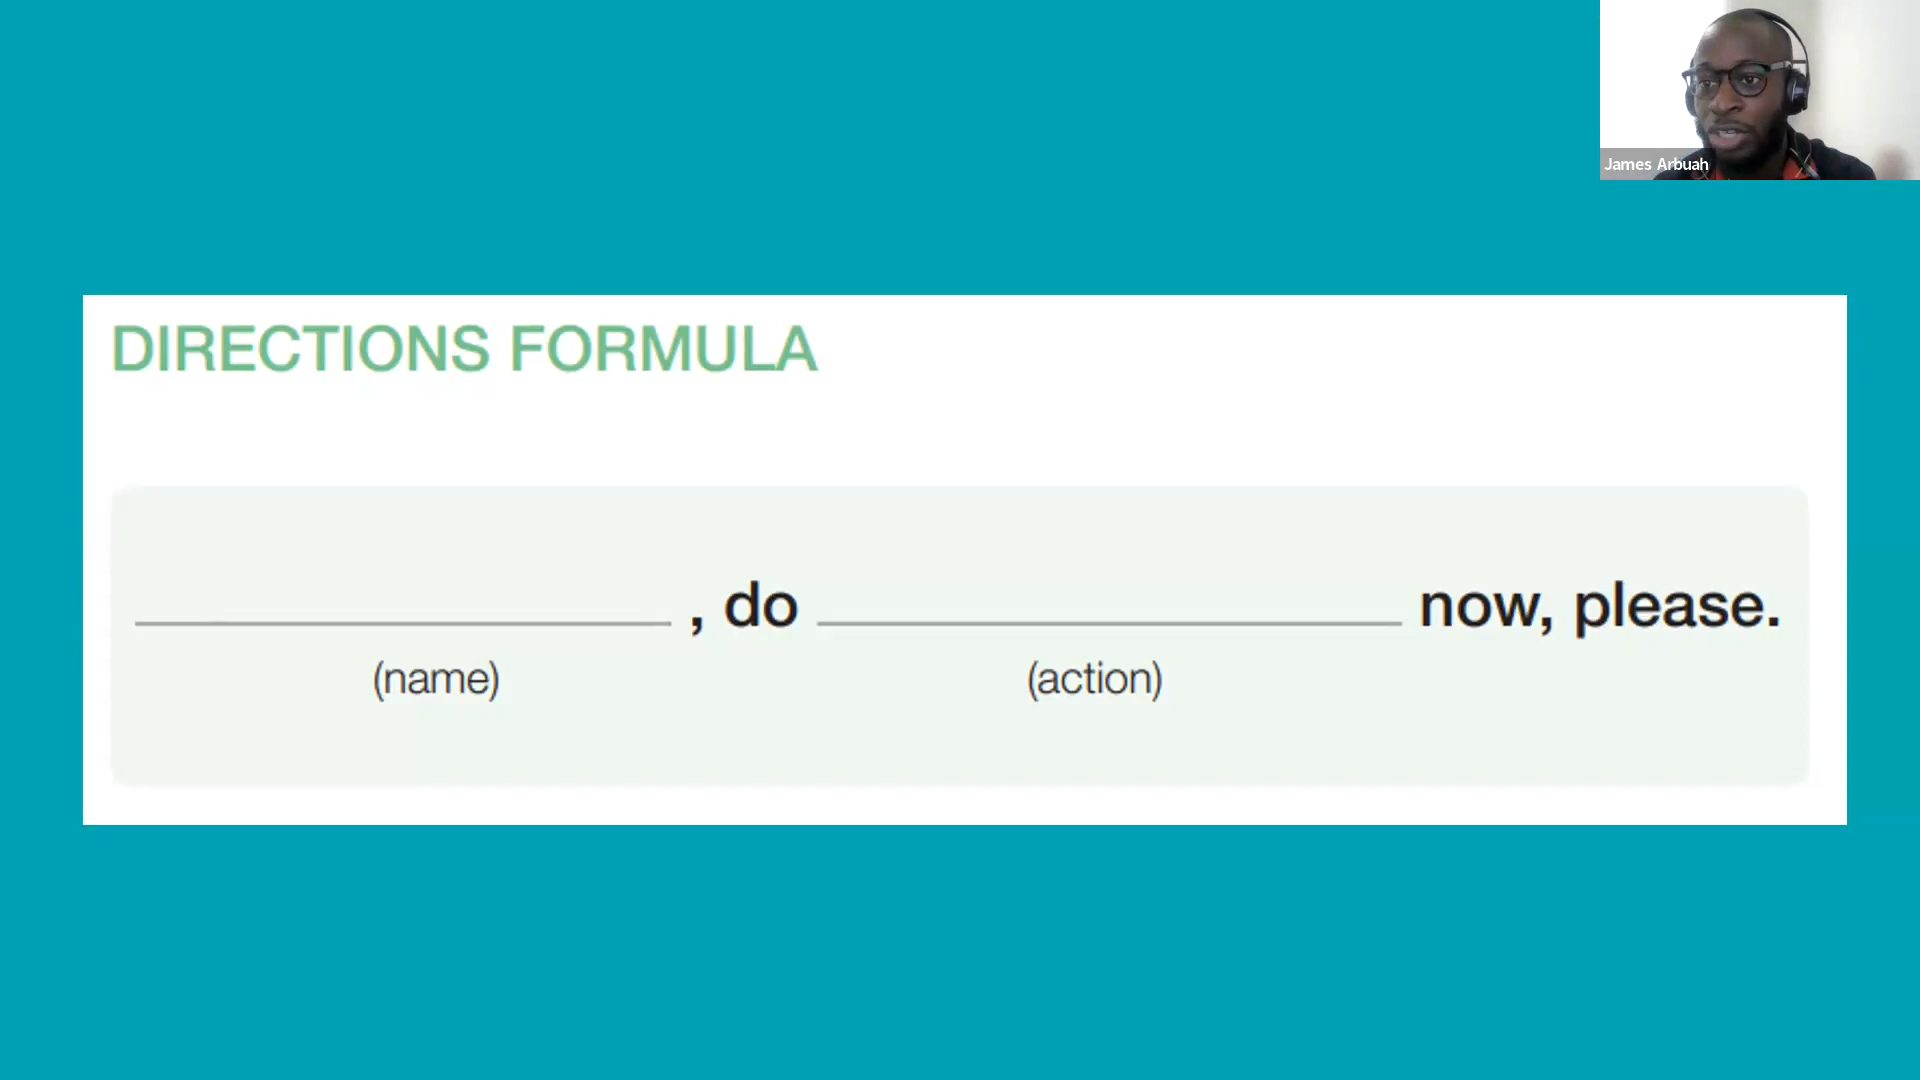 James Arbuah
DIRECTIONS FORMULA
, do now, please.
(name) (action)